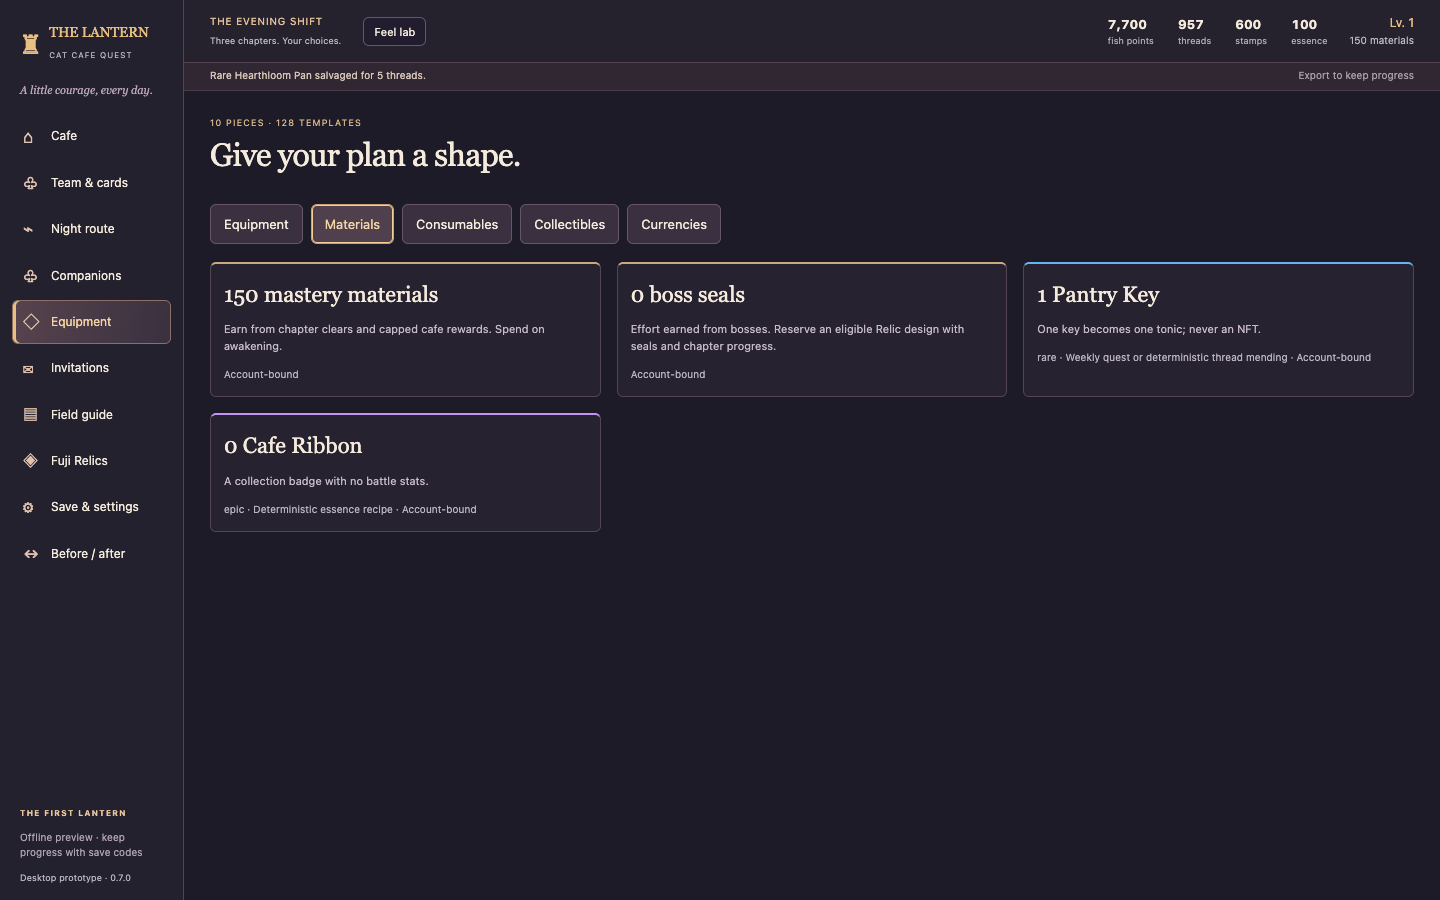 THE LANTERN
CAT CAFE QUEST
A little courage, every day.
Cafe
Team & cards
Night route
Companions
Equipment
Invitations
Field guide
Fuji Relics
Save & settings
Before / after
THE FIRST LANTERN
Offline preview · keep
progress with save codes
Desktop prototype · 0.7.0
THE EVENING SHIFT
Three chapters. Your choices.
Feel lab
7,700
fish points
957
threads
600
stamps
100
essence
Lv. 1
150 materials
Rare Hearthloom Pan salvaged for 5 threads.
Export to keep progress
10 PIECES · 128 TEMPLATES
Give your plan a shape.
Equipment
Materials
Consumables
Collectibles
Currencies
150 mastery materials
Earn from chapter clears and capped cafe rewards. Spend on
awakening.
Account-bound
0 boss seals
Effort earned from bosses. Reserve an eligible Relic design with
seals and chapter progress.
Account-bound
1 Pantry Key
One key becomes one tonic; never an NFT.
rare · Weekly quest or deterministic thread mending · Account-bound
0 Cafe Ribbon
A collection badge with no battle stats.
epic · Deterministic essence recipe · Account-bound